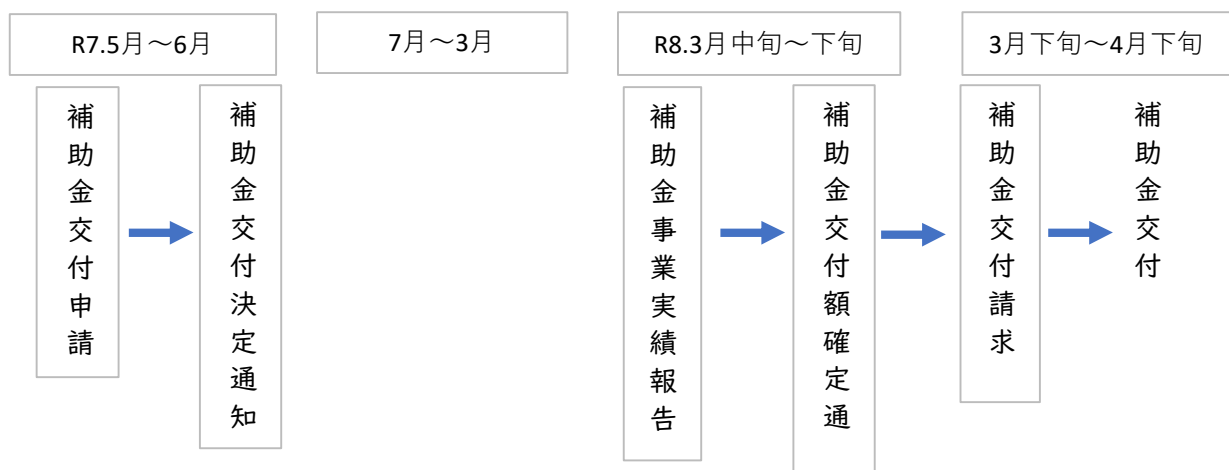 R7.5月～6月
7月～3月
R8.3月中旬～下旬
3月下旬～4月下旬
補助金交付申請
補助金交付決定通知
補助金事業実績報告
補助金交付額確定通
補助金交付請求
補助金交付